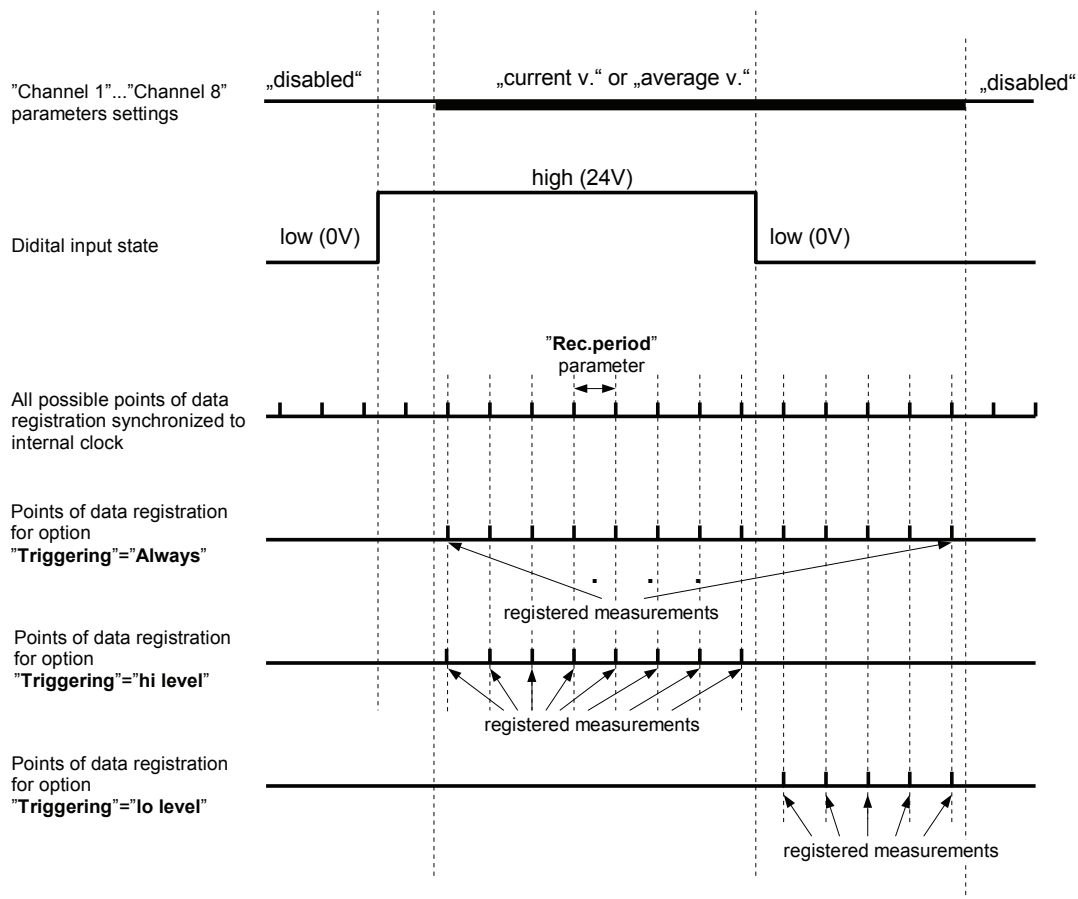 "Channel 1"..."Channel 8"
parameters settings
„disabled“
„current v.“ or „average v.“
„disabled“
Didital input state
low (0V)
high (24V)
low (0V)
"Rec.period"
parameter
All possible points of data
registration synchronized to
internal clock
Points of data registration
for option
"Triggering"="Always"
. . .
registered measurements
Points of data registration
for option
"Triggering"="hi level"
registered measurements
Points of data registration
for option
"Triggering"="lo level"
registered measurements